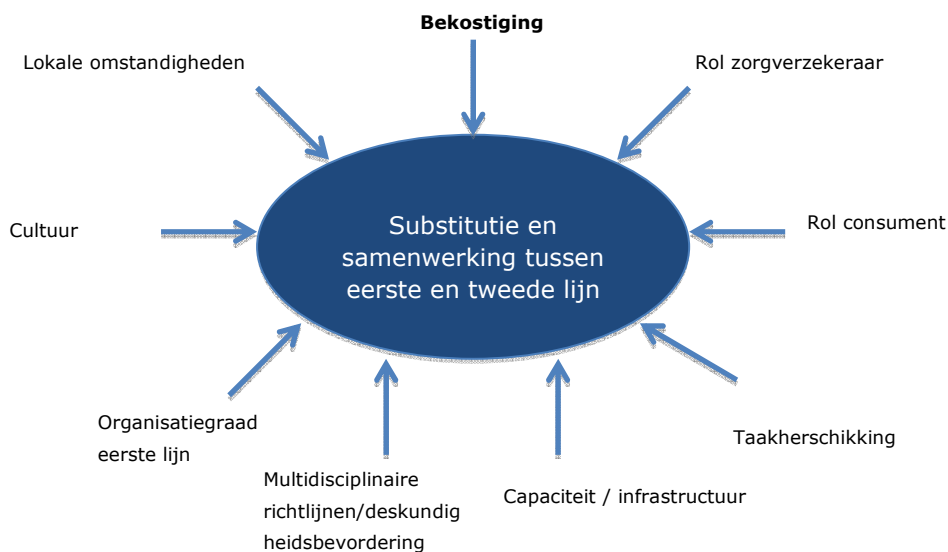 Bekostiging
Lokale omstandigheden
Rol zorgverzekeraar
Cultuur
Substitutie en
samenwerking tussen
eerste en tweede lijn
Rol consument
Organisatiegraad
eerste lijn
Multidisciplinaire
richtlijnen/deskundig
heidsbevordering
Capaciteit / infrastructuur
Taakherschikking